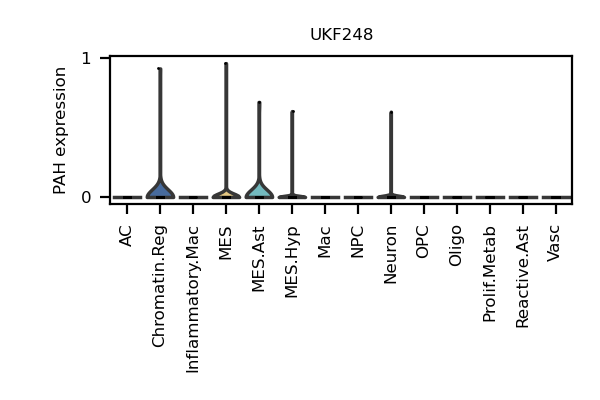 UKF248
PAH expression
1
0
AC
Chromatin.Reg
Inflammatory.Mac
MES
MES.Ast
MES.Hyp
Mac
NPC
Neuron
OPC
Oligo
Prolif.Metab
Reactive.Ast
Vasc